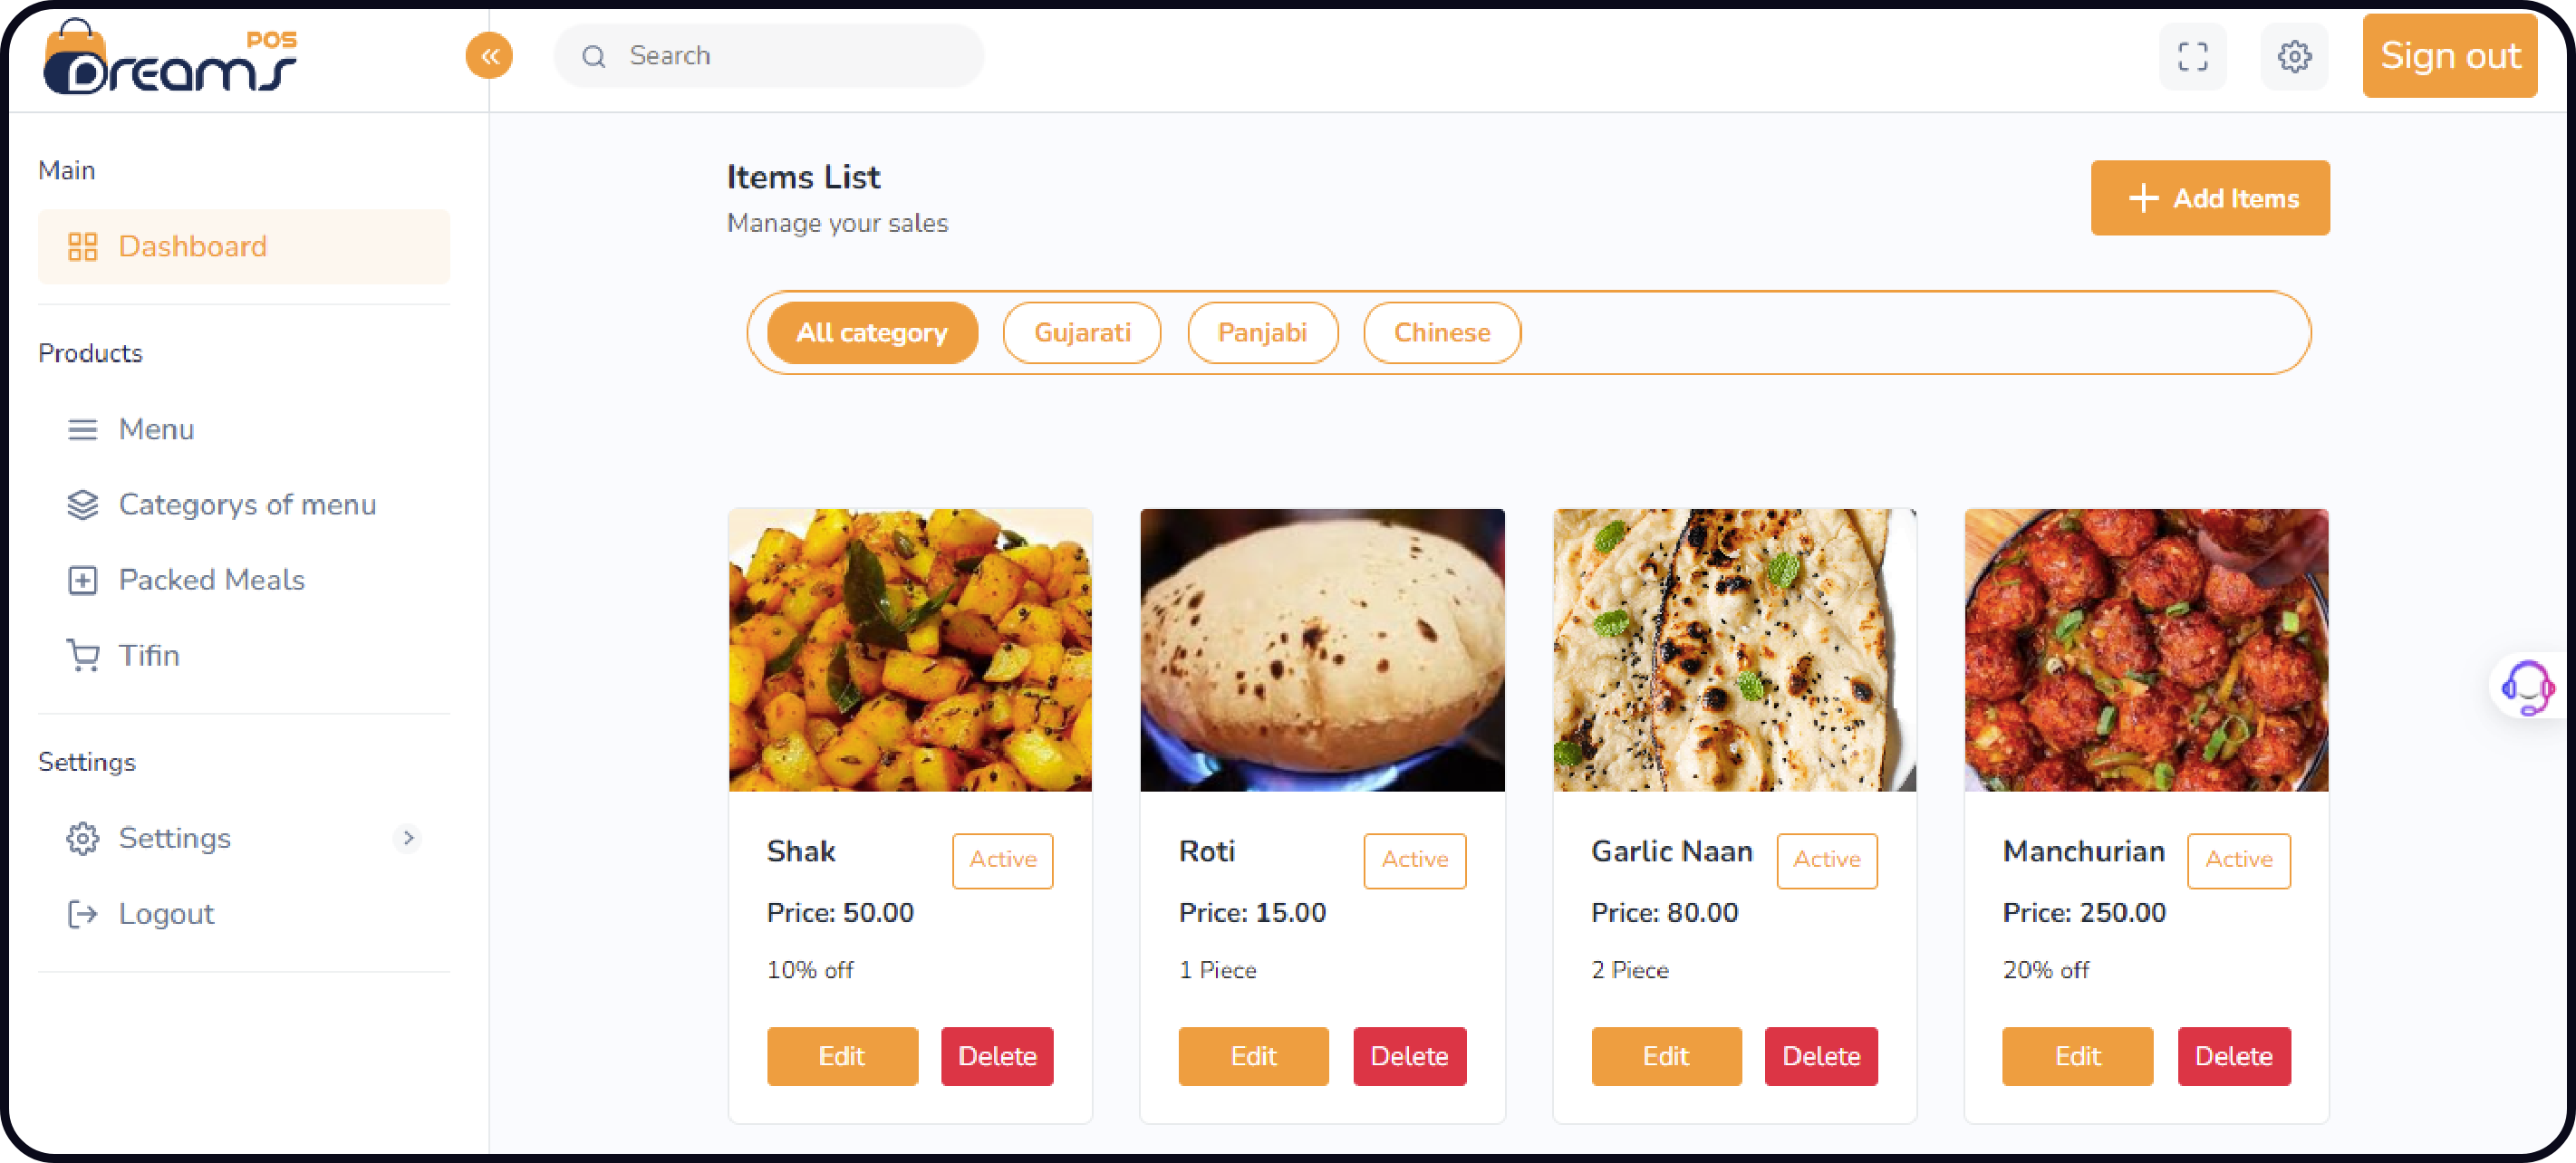 POS
Dreams
Search
Sign out
Main
Dashboard
Products
Menu
Categorys of menu
Packed Meals
Tifin
Settings
Settings
Logout
Items List
Manage your sales
Add Items
All category
Gujarati
Panjabi
Chinese
Shak
Active
Price: 50.00
10% off
Edit
Delete
Roti
Active
Price: 15.00
1 Piece
Edit
Delete
Garlic Naan
Active
Price: 80.00
2 Piece
Edit
Delete
Manchurian
Active
Price: 250.00
20% off
Edit
Delete